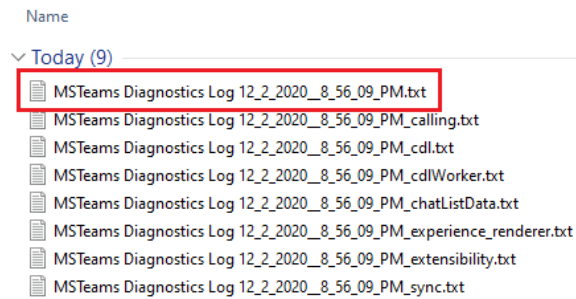 Name
Today (9)
MSTeams Diagnostics Log 12_2_2020__8_56_09_PM.txt
MSTeams Diagnostics Log 12_2_2020__8_56_09_PM_calling.txt
MSTeams Diagnostics Log 12_2_2020__8_56_09_PM_cdl.txt
MSTeams Diagnostics Log 12_2_2020__8_56_09_PM_cdlWorker.txt
MSTeams Diagnostics Log 12_2_2020__8_56_09_PM_chatListData.txt
MSTeams Diagnostics Log 12_2_2020__8_56_09_PM_experience_renderer.txt
MSTeams Diagnostics Log 12_2_2020__8_56_09_PM_extensibility.txt
MSTeams Diagnostics Log 12_2_2020__8_56_09_PM_sync.txt